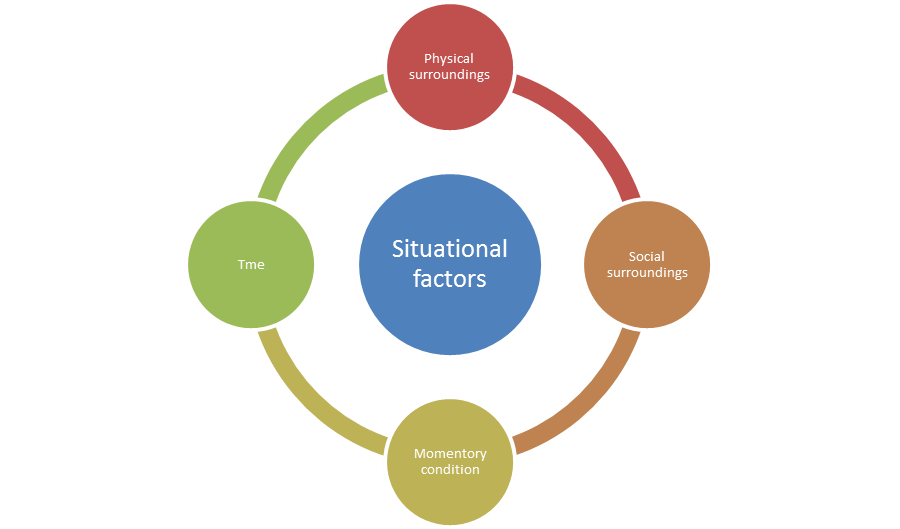 Physical
surroundings
Situational
factors
Social
surroundings
Tme
Momentory
condition